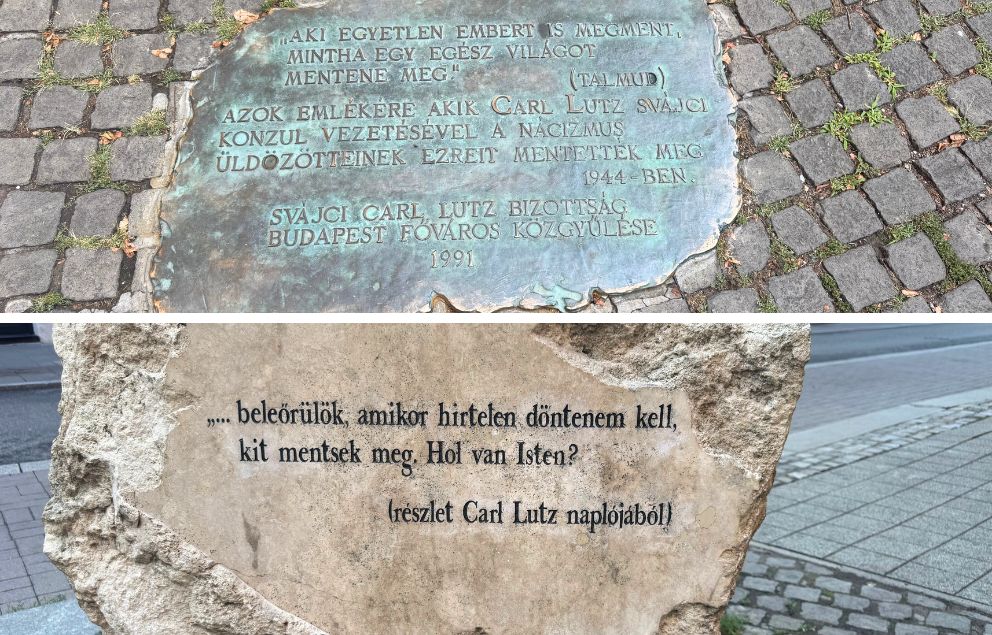 „AKI EGYETLEN EMBERT IS MEGMENT,
MINTHA EGY EGÉSZ VILÁGOT
MENTENE MEG."
(TALMUD)
AZOK EMLÉKÉRE AKIK CARL LUTZ SVÁJCI
KONZUL VEZETÉSÉVEL A NÁCIZMUS
ÜLDÖZÖTTEINEK EZREIT MENTETTÉK MEG
1944-BEN.
SVÁJCI CARL LUTZ BIZOTTSÁG
BUDAPEST FŐVÁROS KÖZGYŰLÉSE
1991
„... beleőrülök, amikor hirtelen döntenem kell,
kit mentsek meg. Hol van Isten?
(részlet Carl Lutz naplójából)